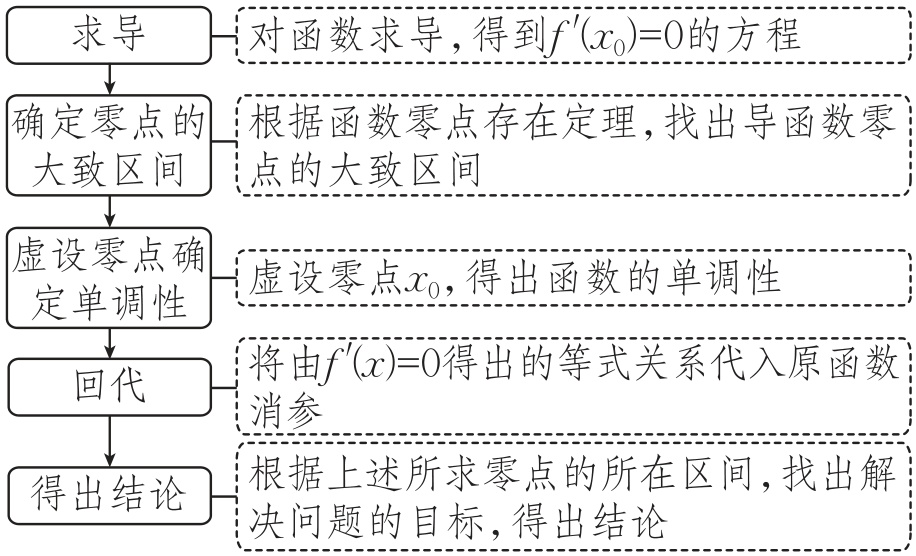 求导
对函数求导,得到f′(x₀)=0的方程
确定零点的
大致区间
根据函数零点存在定理,找出导函数零
点的大致区间
虚设零点确
定单调性
虚设零点x₀,得出函数的单调性
回代
将由f′(x)=0得出的等式关系代入原函数
消参
得出结论
根据上述所求零点的所在区间,找出解
决问题的目标,得出结论